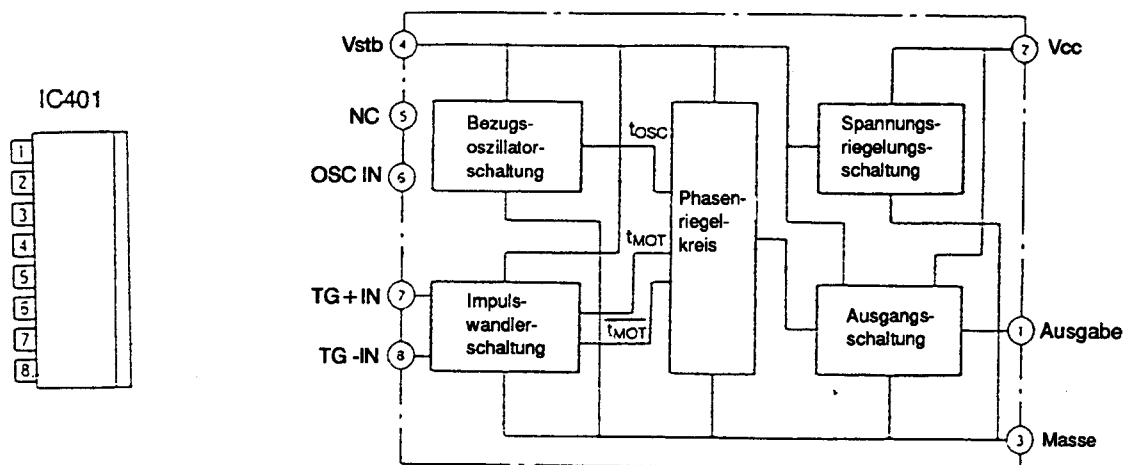 IC401
1
2
3
4
5
6
7
8
Vstb 4
NC 5
OSC IN 6
TG+IN 7
TG-IN 8
Bezugs-
oszillator-
schaltung
tOSC
Impuls-
wandler-
schaltung
tMOT
tMOT
Phasen-
riegel-
kreis
Spannungs-
riegelungs-
schaltung
Ausgangs-
schaltung
2 Vcc
1 Ausgabe
3 Masse